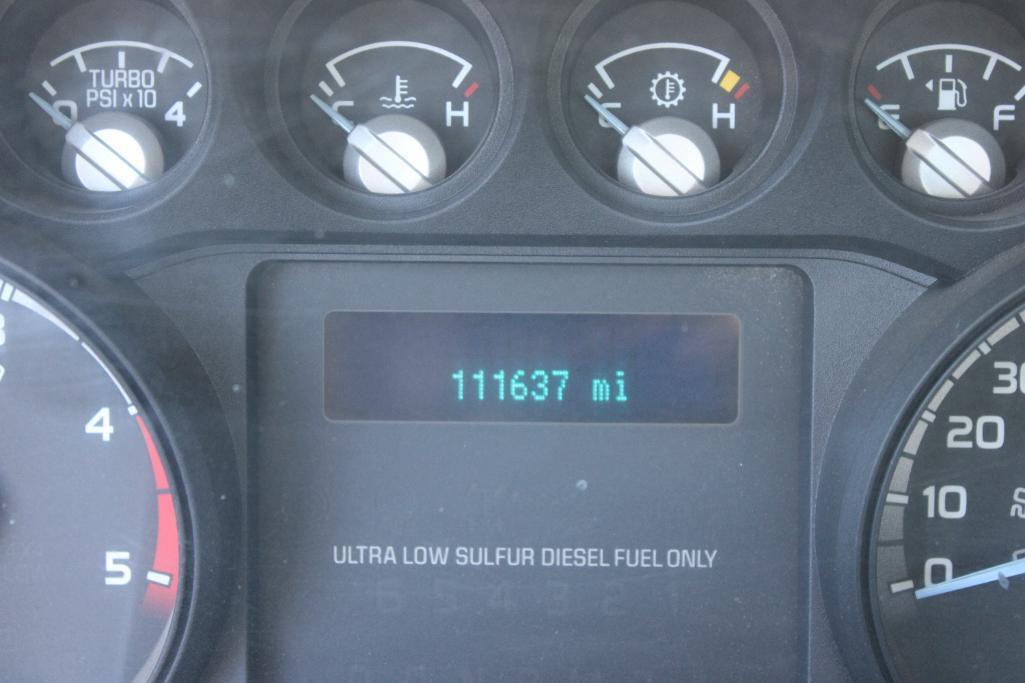 TURBO
PSI x 10
0 4
C H
C H
E F
3
4
5
111637 mi
ULTRA LOW SULFUR DIESEL FUEL ONLY
30
20
10
0